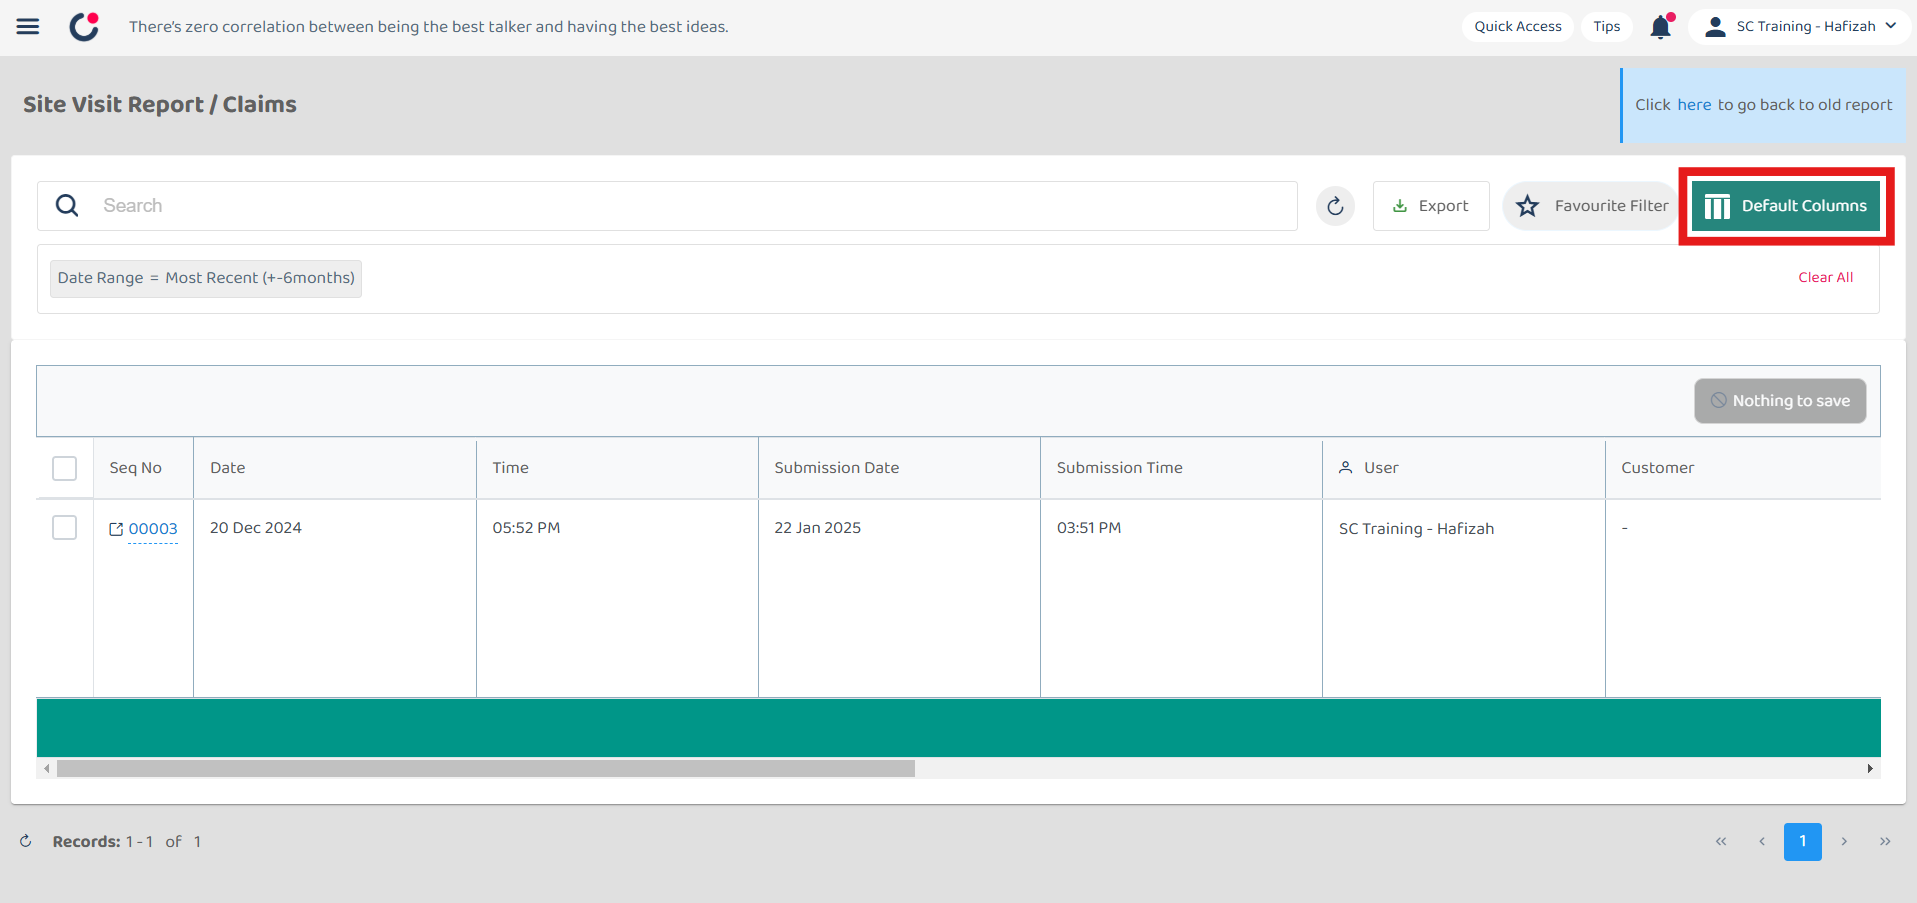 There's zero correlation between being the best talker and having the best ideas.
Quick Access
Tips
SC Training - Hafizah
Site Visit Report / Claims
Click here to go back to old report
Search
Export
Favourite Filter
Default Columns
Date Range = Most Recent (+-6months)
Clear All
Nothing to save
Seq No Date Time Submission Date Submission Time User Customer
00003 20 Dec 2024 05:52 PM 22 Jan 2025 03:51 PM SC Training - Hafizah -
Records: 1 - 1 of 1
« ‹ 1 › »